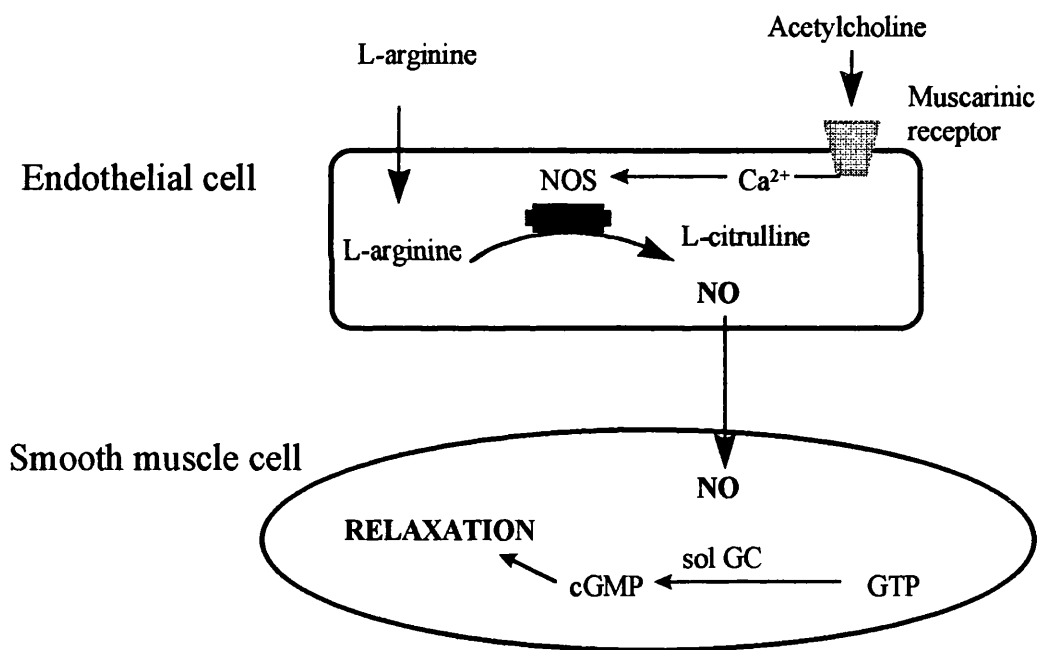 Acetylcholine
L-arginine
Muscarinic
receptor
Endothelial cell
NOS
Ca²⁺
L-arginine
L-citrulline
NO
Smooth muscle cell
NO
RELAXATION
sol GC
cGMP
GTP